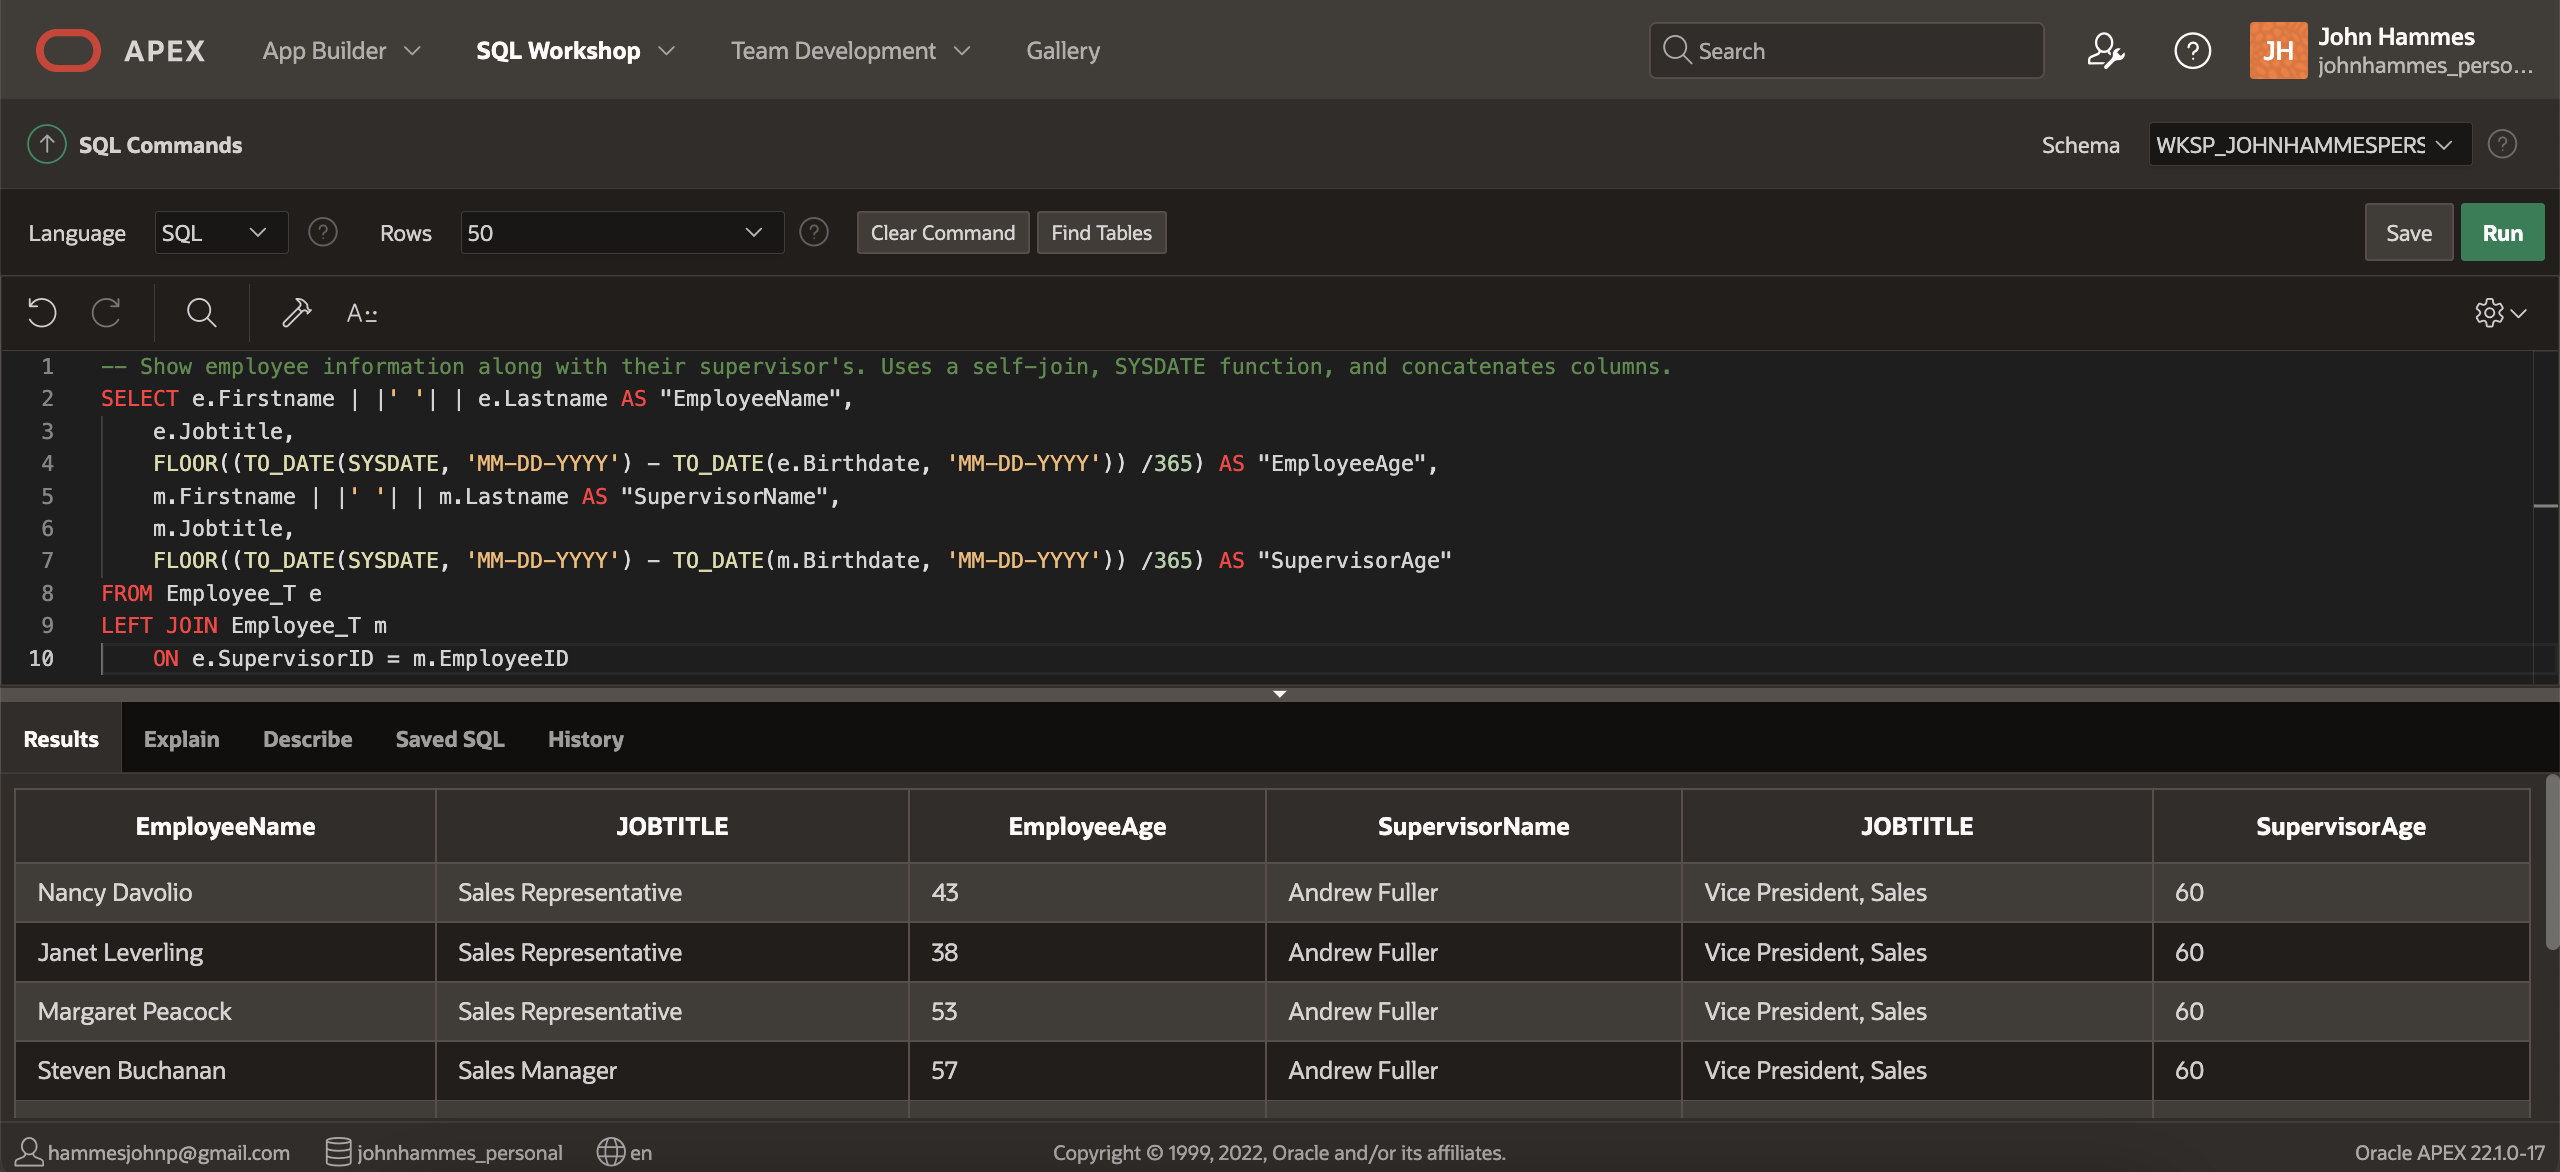 APEX App Builder SQL Workshop Team Development Gallery Search ? JH John Hammes
johnhammes_perso...
SQL Commands Schema WKSP_JOHNHAMMESPERS ?
Language SQL ? Rows 50 ? Clear Command Find Tables Save Run
A
1 -- Show employee information along with their supervisor's. Uses a self-join, SYSDATE function, and concatenates columns.
2 SELECT e.Firstname | |' '| | e.Lastname AS "EmployeeName",
3 e.Jobtitle,
4 FLOOR((TO_DATE(SYSDATE, 'MM-DD-YYYY') - TO_DATE(e.Birthdate, 'MM-DD-YYYY')) /365) AS "EmployeeAge",
5 m.Firstname | |' '| | m.Lastname AS "SupervisorName",
6 m.Jobtitle,
7 FLOOR((TO_DATE(SYSDATE, 'MM-DD-YYYY') - TO_DATE(m.Birthdate, 'MM-DD-YYYY')) /365) AS "SupervisorAge"
8 FROM Employee_T e
9 LEFT JOIN Employee_T m
10 ON e.SupervisorID = m.EmployeeID
Results Explain Describe Saved SQL History
EmployeeName JOBTITLE EmployeeAge SupervisorName JOBTITLE SupervisorAge
Nancy Davolio Sales Representative 43 Andrew Fuller Vice President, Sales 60
Janet Leverling Sales Representative 38 Andrew Fuller Vice President, Sales 60
Margaret Peacock Sales Representative 53 Andrew Fuller Vice President, Sales 60
Steven Buchanan Sales Manager 57 Andrew Fuller Vice President, Sales 60
hammesjohnp@gmail.com johnhammes_personal en Copyright © 1999, 2022, Oracle and/or its affiliates. Oracle APEX 22.1.0-17